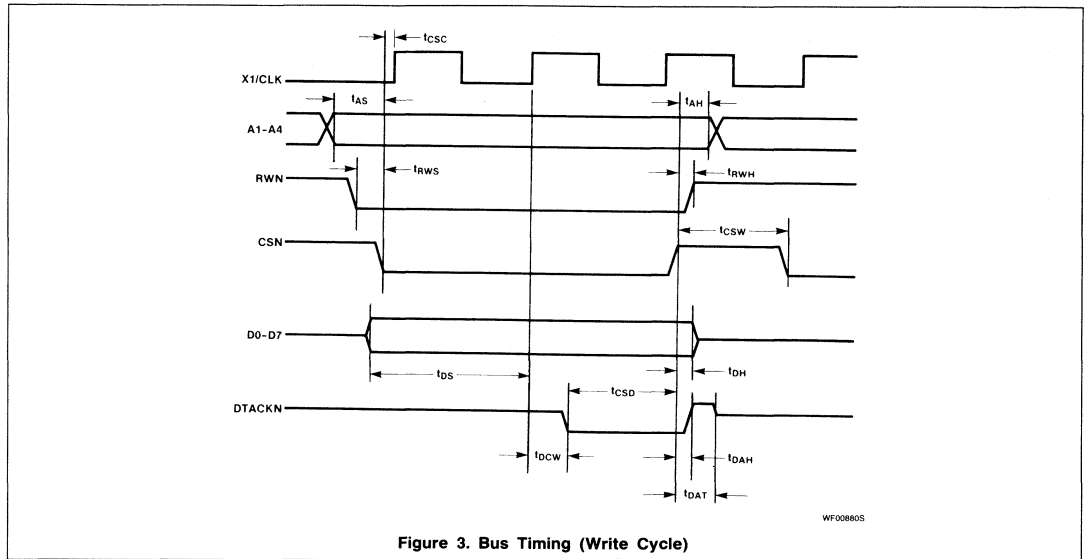 tCSC
X1/CLK
tAS
tAH
A1-A4
tRWS
tRWH
RWN
tCSW
CSN
D0-D7
tDS
tDH
tCSD
DTACKN
tDCW
tDAH
tDAT
WF00880S
Figure 3. Bus Timing (Write Cycle)